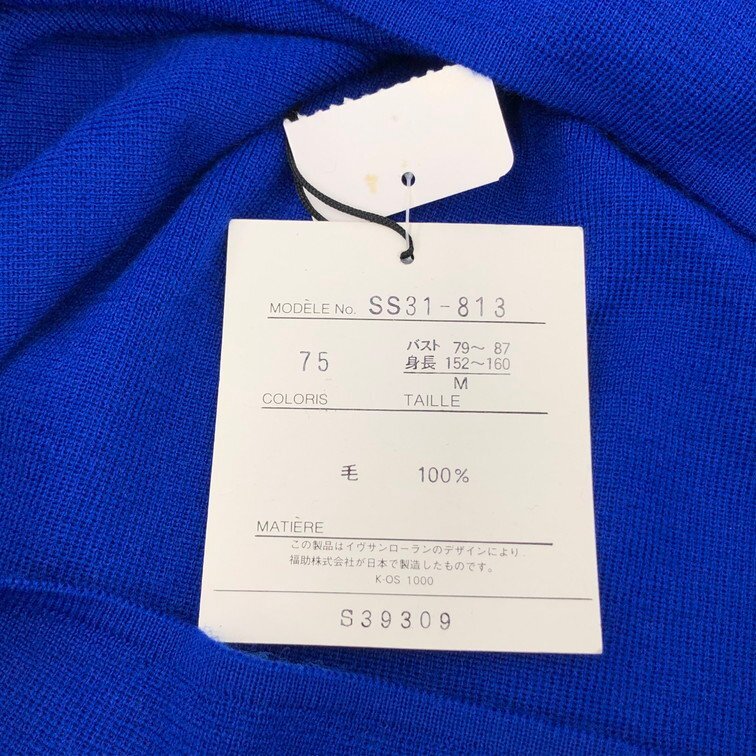 MODÈLE No. SS31-813
バスト 79〜 87
75 身長 152〜160
M
COLORIS TAILLE
毛 100%
MATIÈRE
この製品はイヴサンローランのデザインにより
福助株式会社が日本で製造したものです。
K-OS 1000
S39309